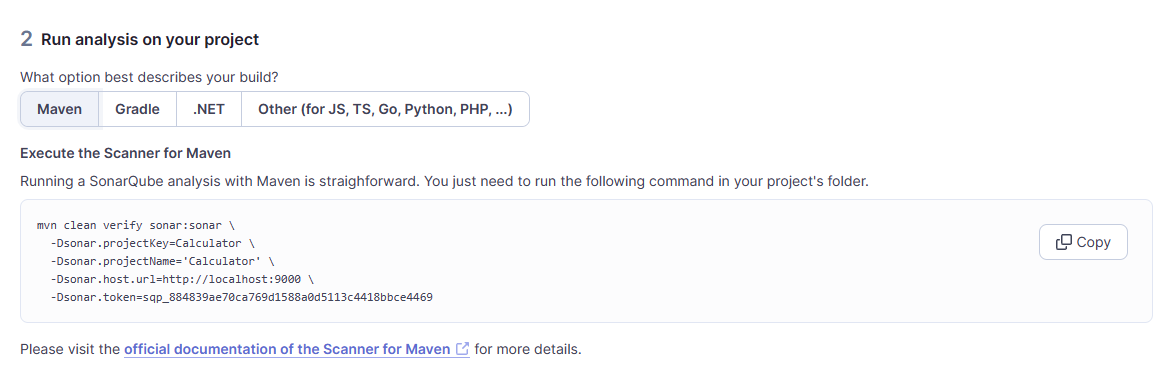 2 Run analysis on your project
What option best describes your build?
Maven Gradle .NET Other (for JS, TS, Go, Python, PHP, ...)
Execute the Scanner for Maven
Running a SonarQube analysis with Maven is straighforward. You just need to run the following command in your project's folder.
mvn clean verify sonar:sonar \
-Dsonar.projectKey=Calculator \
-Dsonar.projectName='Calculator' \
-Dsonar.host.url=http://localhost:9000 \
-Dsonar.token=sqp_884839ae70ca769d1588a0d5113c4418bbce4469
Copy
Please visit the official documentation of the Scanner for Maven for more details.